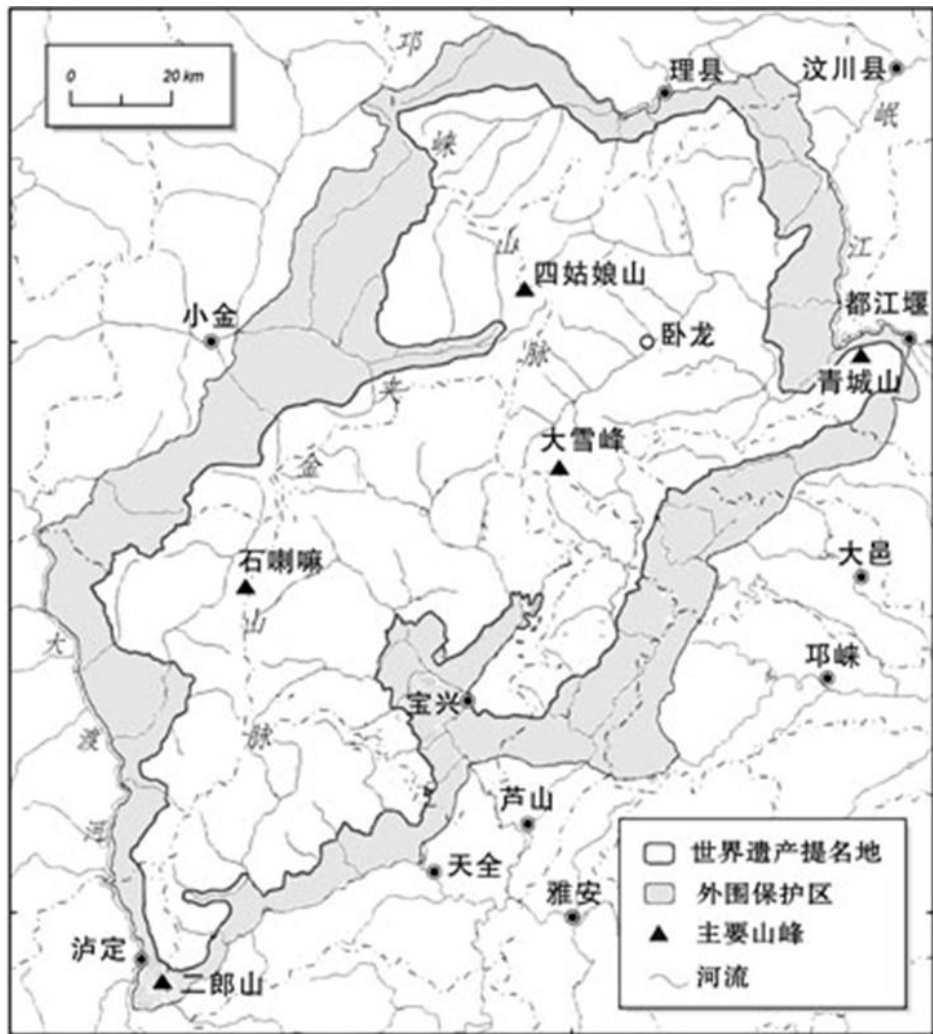 0 20 km
邛
理县
汶川县
岷
崃
山
江
四姑娘山
小金
都江堰
卧龙
脉
青城山
夹
大雪峰
金
石喇嘛
大邑
山
大
邛崃
宝兴
渡
脉
芦山
河
天全
雅安
泸定
二郎山
世界遗产提名地
外围保护区
主要山峰
河流